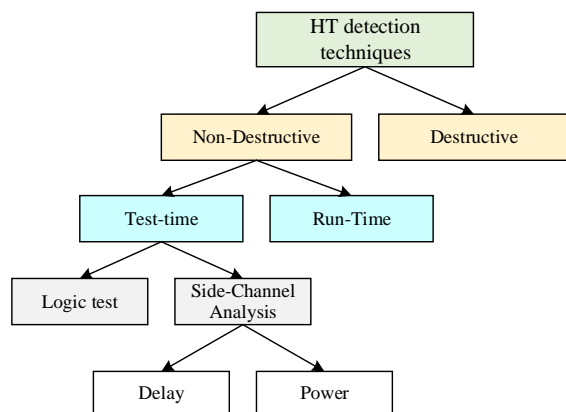 HT detection
techniques
Non-Destructive
Destructive
Test-time
Run-Time
Logic test
Side-Channel
Analysis
Delay
Power